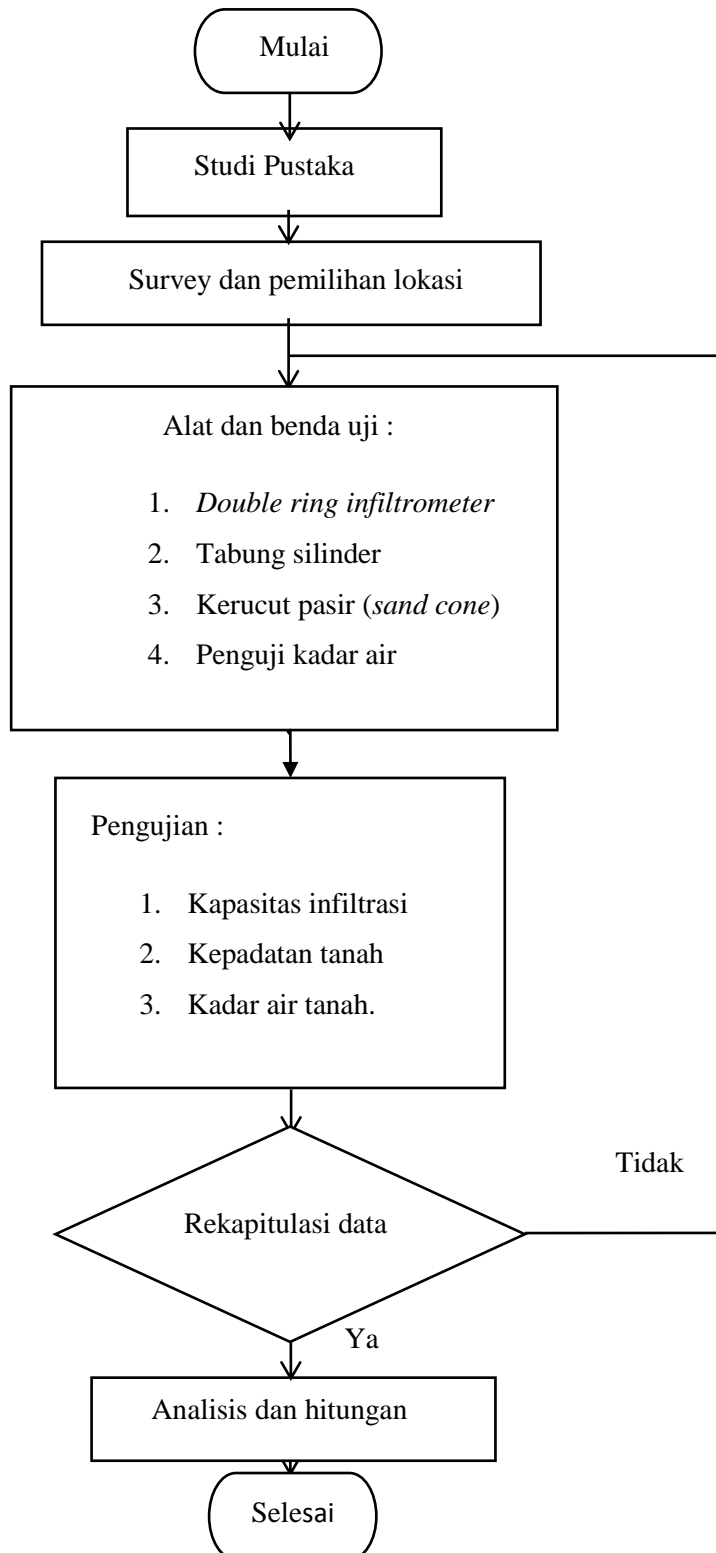 Mulai
Studi Pustaka
Survey dan pemilihan lokasi
Alat dan benda uji :
1. Double ring infiltrometer
2. Tabung silinder
3. Kerucut pasir (sand cone)
4. Penguji kadar air
Pengujian :
1. Kapasitas infiltrasi
2. Kepadatan tanah
3. Kadar air tanah.
Tidak
Rekapitulasi data
Ya
Analisis dan hitungan
Selesai